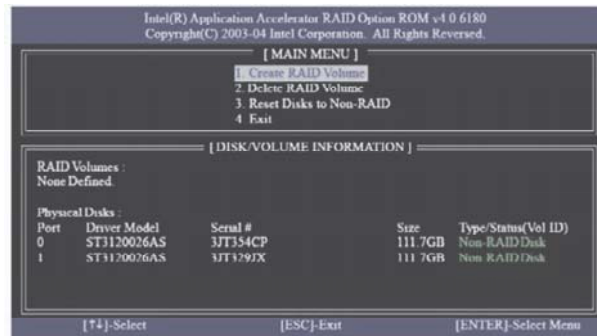 Intel(R) Application Accelerator RAID Option ROM v4 0 6180
Copyright(C) 2003-04 Intel Corporation. All Rights Reversed.
[ MAIN MENU ]
1. Create RAID Volume
2. Delete RAID Volume
3. Reset Disks to Non-RAID
4 Exit
[ DISK/VOLUME INFORMATION ]
RAID Volumes :
None Defined.
Physical Disks :
Port Driver Model Serial # Size Type/Status(Vol ID)
0 ST3120026AS 3JT354CP 111.7GB Non-RAID Disk
1 ST3120026AS 3JT329JX 111 7GB Non RAID Disk
[↑↓]-Select [ESC]-Exit [ENTER]-Select Menu